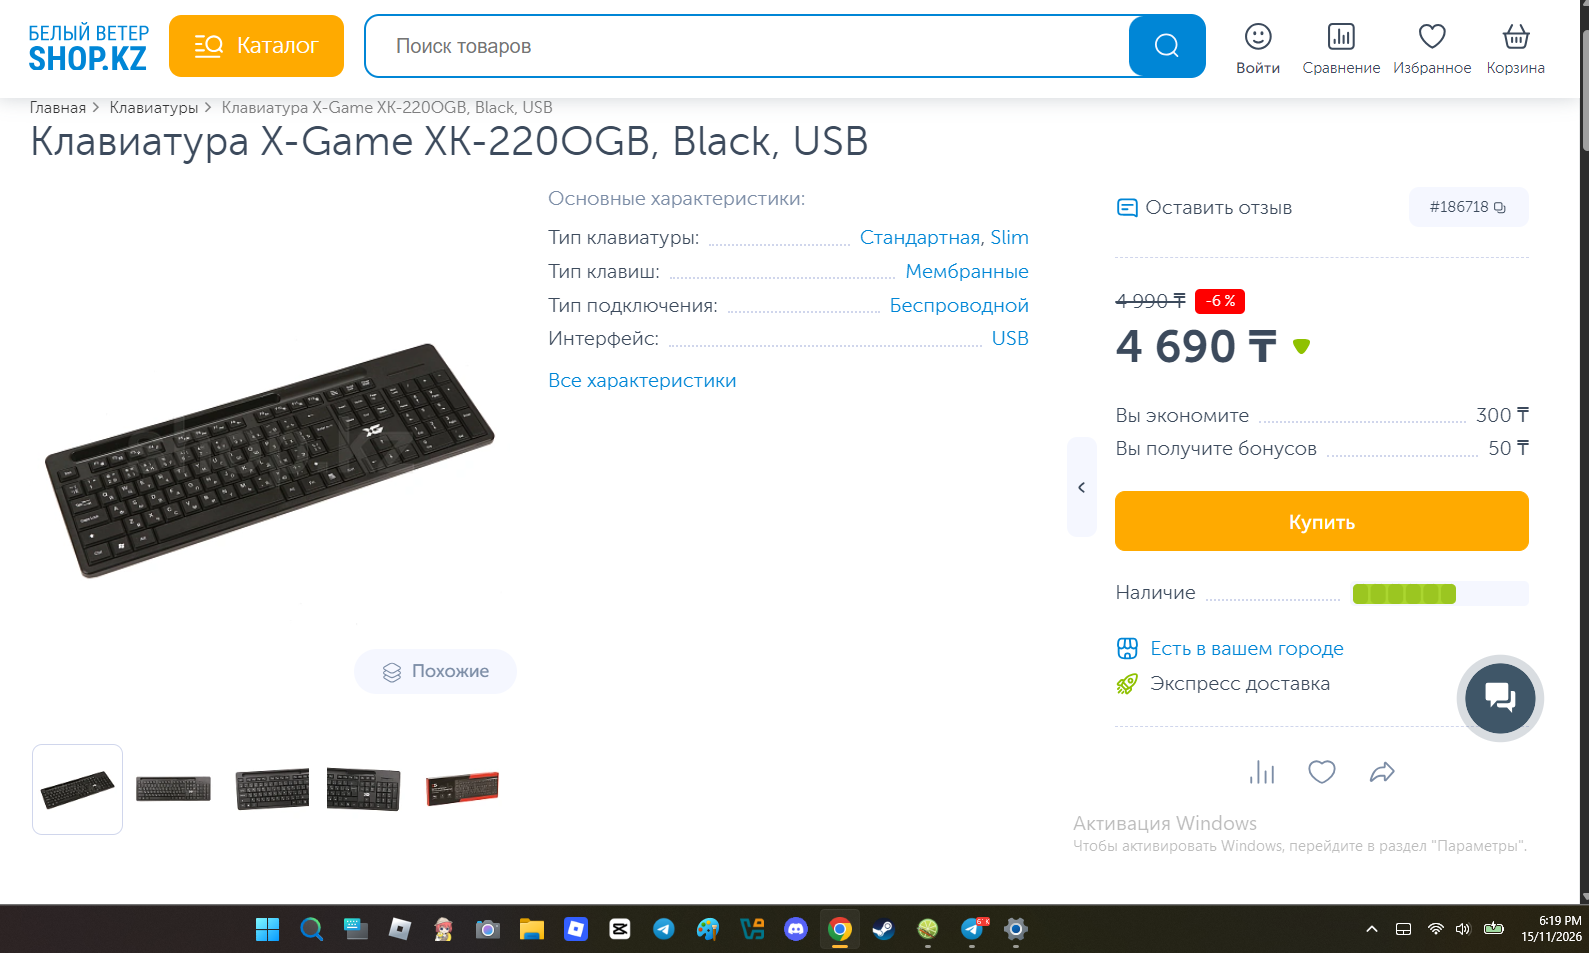 БЕЛЫЙ ВЕТЕР
SHOP.KZ
Каталог
Поиск товаров
Войти
Сравнение
Избранное
Корзина
Главная > Клавиатуры > Клавиатура X-Game XK-220OGB, Black, USB
Клавиатура X-Game XK-220OGB, Black, USB
Основные характеристики:
Тип клавиатуры: Стандартная, Slim
Тип клавиш: Мембранные
Тип подключения: Беспроводной
Интерфейс: USB
Все характеристики
Похожие
Оставить отзыв
#186718
4 990 ₸ -6 %
4 690 ₸
Вы экономите 300 ₸
Вы получите бонусов 50 ₸
Купить
Наличие
Есть в вашем городе
Экспресс доставка
Активация Windows
Чтобы активировать Windows, перейдите в раздел "Параметры".
6:19 PM
15/11/2026